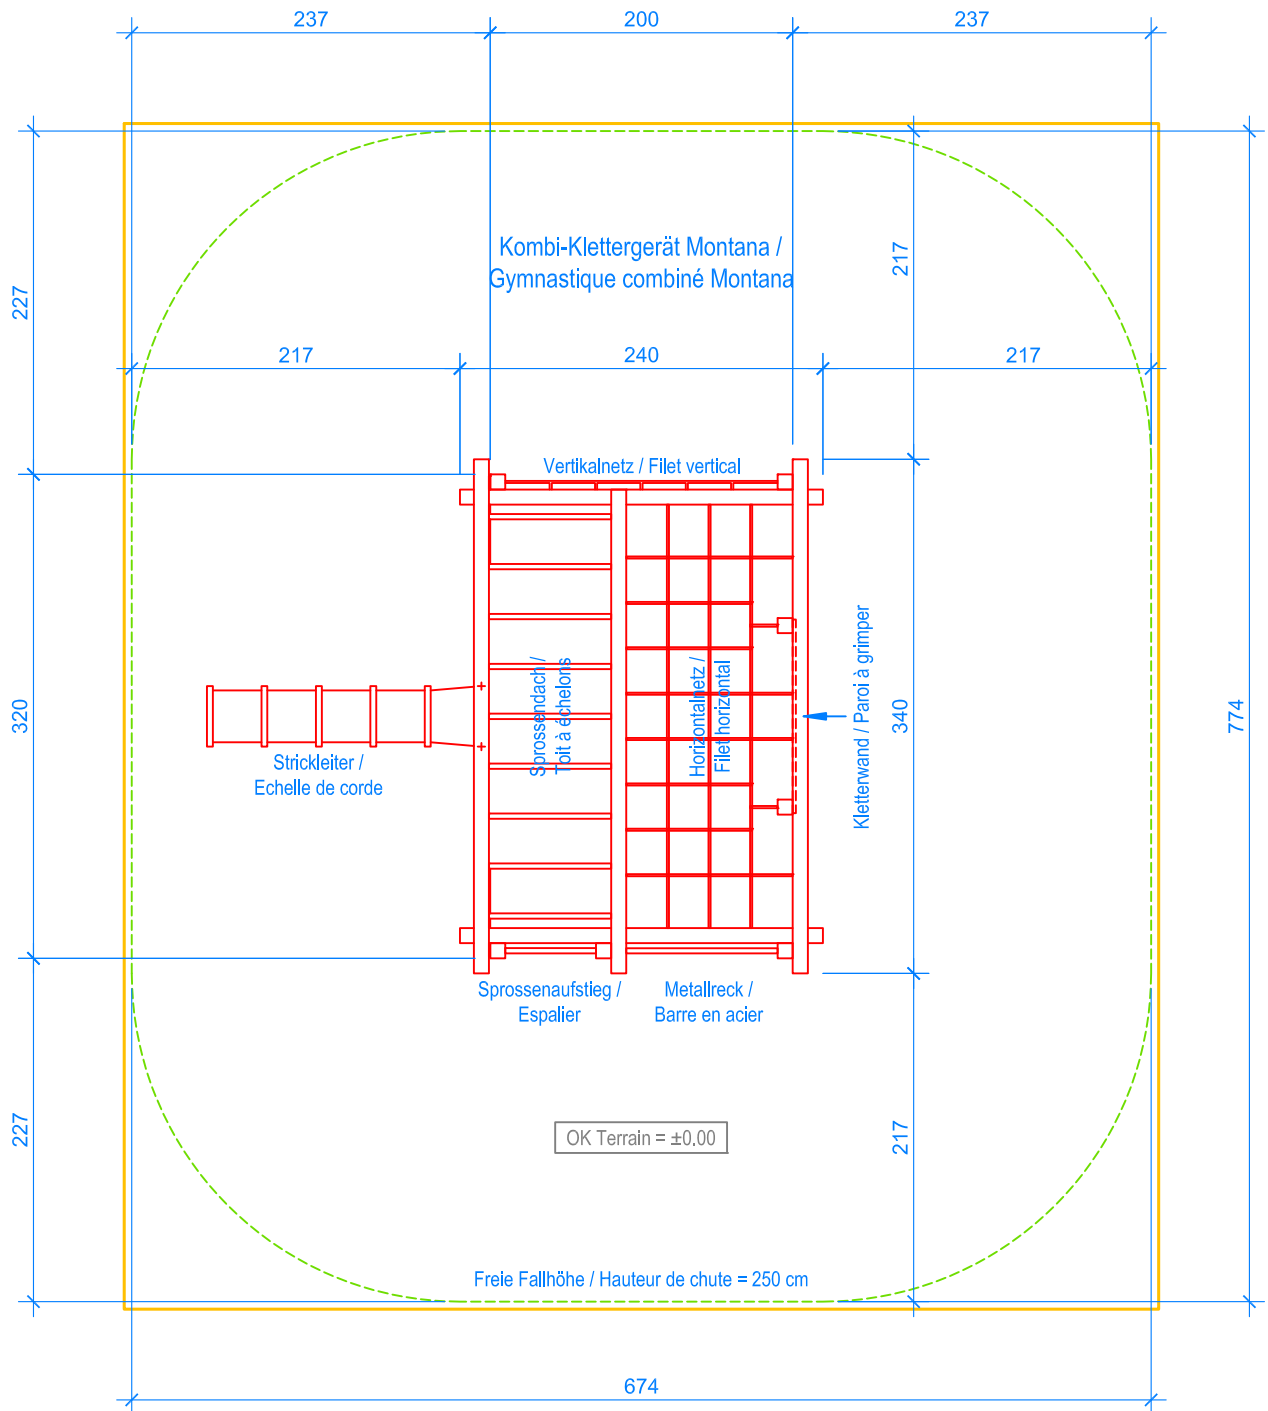 237
200
237
Kombi-Klettergerät Montana /
Gymnastique combiné Montana
217
227
217
240
217
Vertikalnetz / Filet vertical
Sprossendach /
Toit à échelons
Horizontalnetz /
Filet horizontal
Kletterwand / Paroi à grimper
320
340
774
Strickleiter /
Echelle de corde
Sprossenaufstieg /
Espalier
Metallreck /
Barre en acier
227
OK Terrain = ±0.00
217
Freie Fallhöhe / Hauteur de chute = 250 cm
674